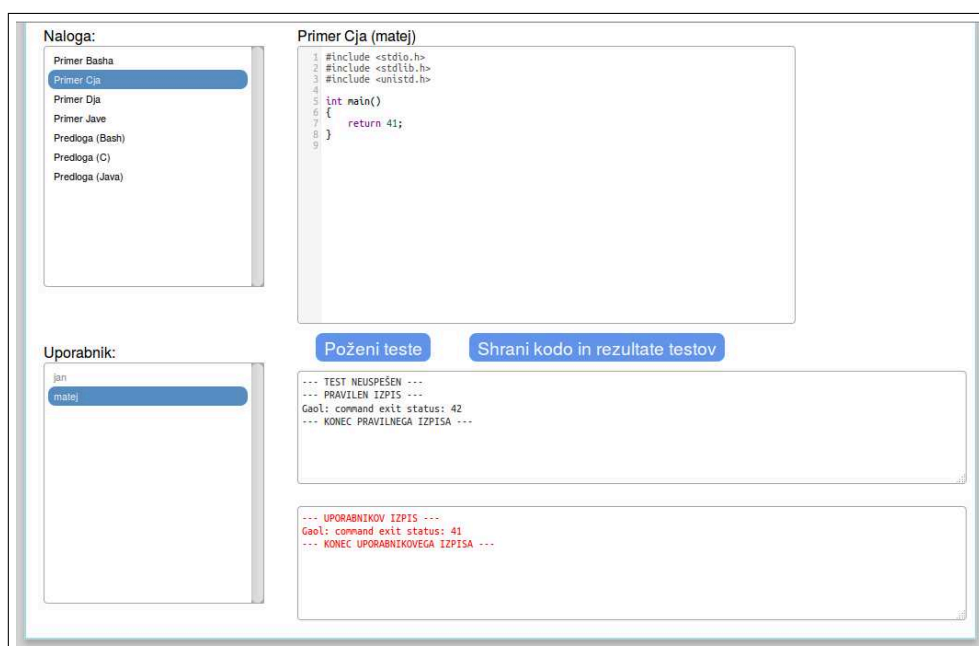 Naloga:
Primer Basha
Primer Cja
Primer Dja
Primer Jave
Predloga (Bash)
Predloga (C)
Predloga (Java)
Primer Cja (matej)
1 #include <stdio.h>
2 #include <stdlib.h>
3 #include <unistd.h>
4
5 int main()
6 {
7     return 41;
8 }
9
Poženi teste
Shrani kodo in rezultate testov
Uporabnik:
jan
matej
--- TEST NEUSPEŠEN ---
--- PRAVILEN IZPIS ---
Gaol: command exit status: 42
--- KONEC PRAVILNEGA IZPISA ---
--- UPORABNIKOV IZPIS ---
Gaol: command exit status: 41
--- KONEC UPORABNIKOVEGA IZPISA ---